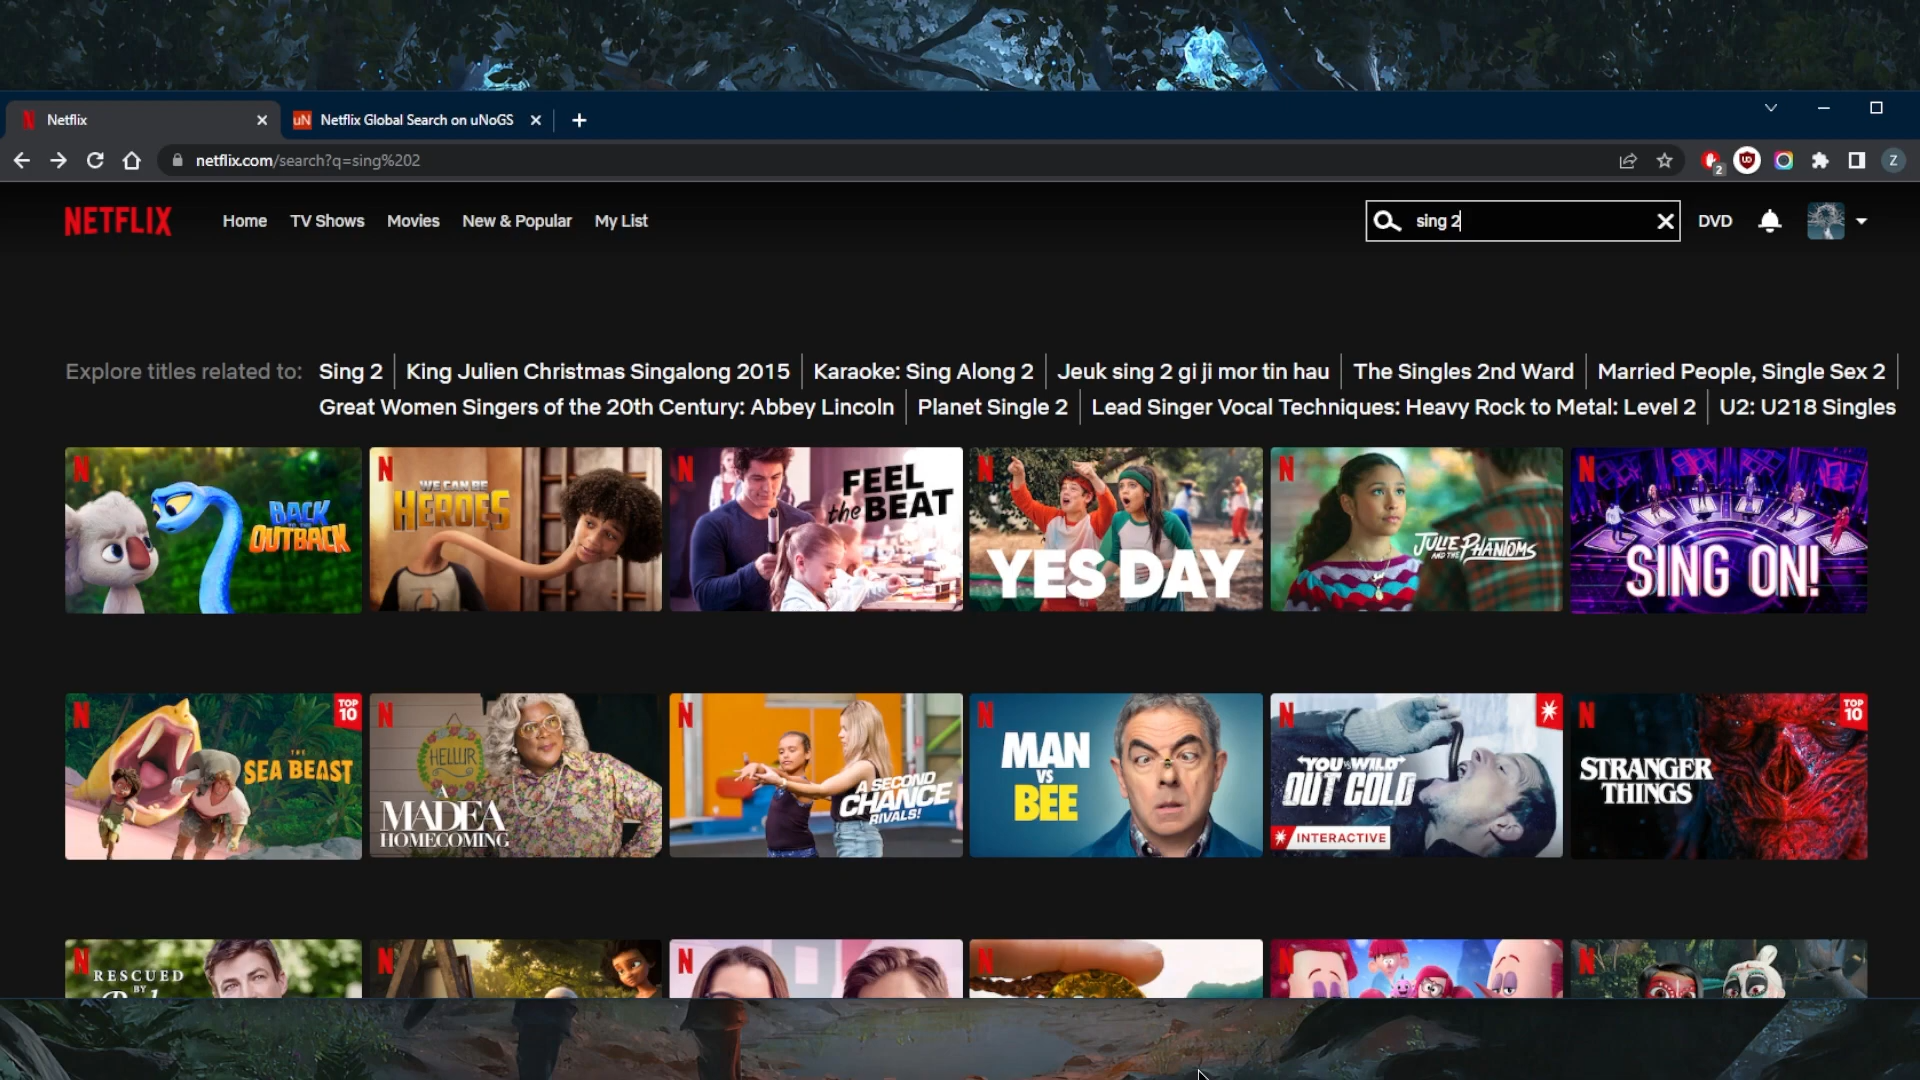 Netflix
uN Netflix Global Search on uNoGS
netflix.com/search?q=sing%202
2
UD
Z
NETFLIX
Home
TV Shows
Movies
New & Popular
My List
sing 2
DVD
Explore titles related to:
Sing 2
King Julien Christmas Singalong 2015
Karaoke: Sing Along 2
Jeuk sing 2 gi ji mor tin hau
The Singles 2nd Ward
Married People, Single Sex 2
Great Women Singers of the 20th Century: Abbey Lincoln
Planet Single 2
Lead Singer Vocal Techniques: Heavy Rock to Metal: Level 2
U2: U218 Singles
N
BACK
TO THE
OUTBACK
N
WE CAN BE
HEROES
N
FEEL
the BEAT
N
YES DAY
N
JULIE AND THE PHANTOMS
N
SING ON!
N
TOP
10
THE
SEA BEAST
N
HELLUR
A
MADEA
HOMECOMING
N
A SECOND
CHANCE
RIVALS!
N
MAN
VS
BEE
N
YOU VS WILD
OUT COLD
INTERACTIVE
N
TOP
10
STRANGER
THINGS
N
RESCUED
BY
N
N
N
N
N